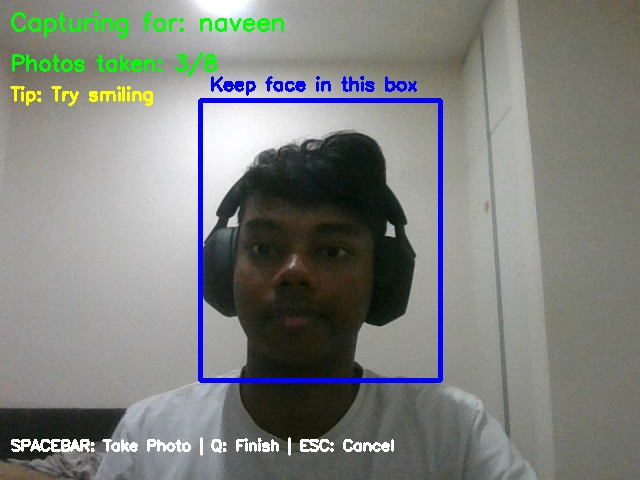 Capturing for: naveen
Photos taken: 3/8
Keep face in this box
Tip: Try smiling
SPACEBAR: Take Photo | Q: Finish | ESC: Cancel